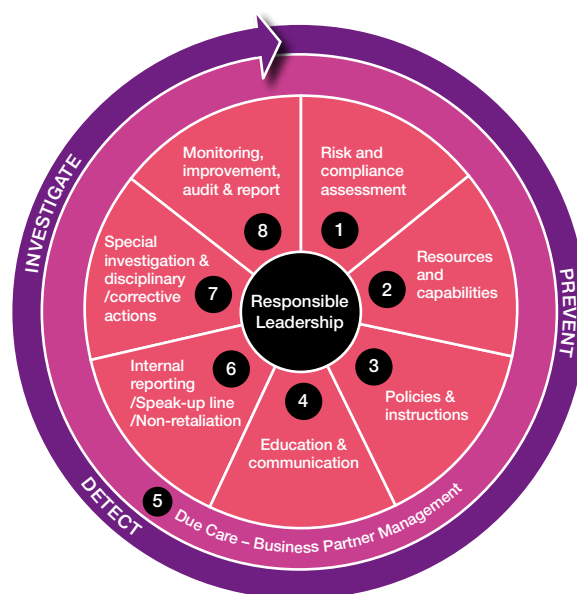 Risk and
compliance
assessment
1
Resources
and
capabilities
2
3
Policies &
instructions
4
Education &
communication
5
Due Care – Business Partner Management
6
Internal
reporting
/Speak-up line
/Non-retaliation
7
Special
investigation &
disciplinary
/corrective
actions
8
Monitoring,
improvement,
audit & report
Responsible
Leadership
PREVENT
DETECT
INVESTIGATE